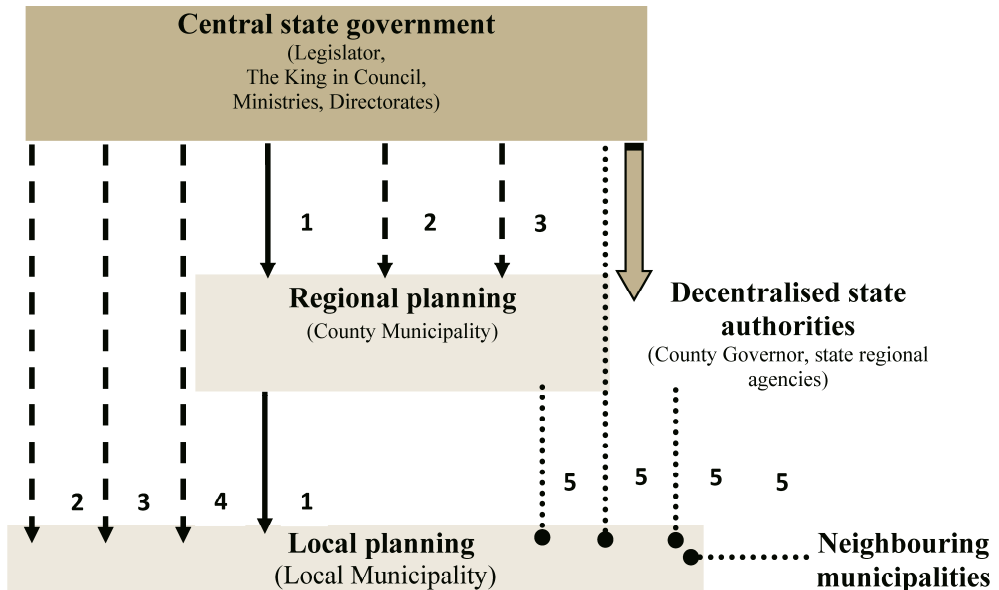 Central state government
(Legislator,
The King in Council,
Ministries, Directorates)
1
2
3
Regional planning
(County Municipality)
Decentralised state
authorities
(County Governor, state regional
agencies)
2
3
4
1
5
5
5
5
Local planning
(Local Municipality)
Neighbouring
municipalities